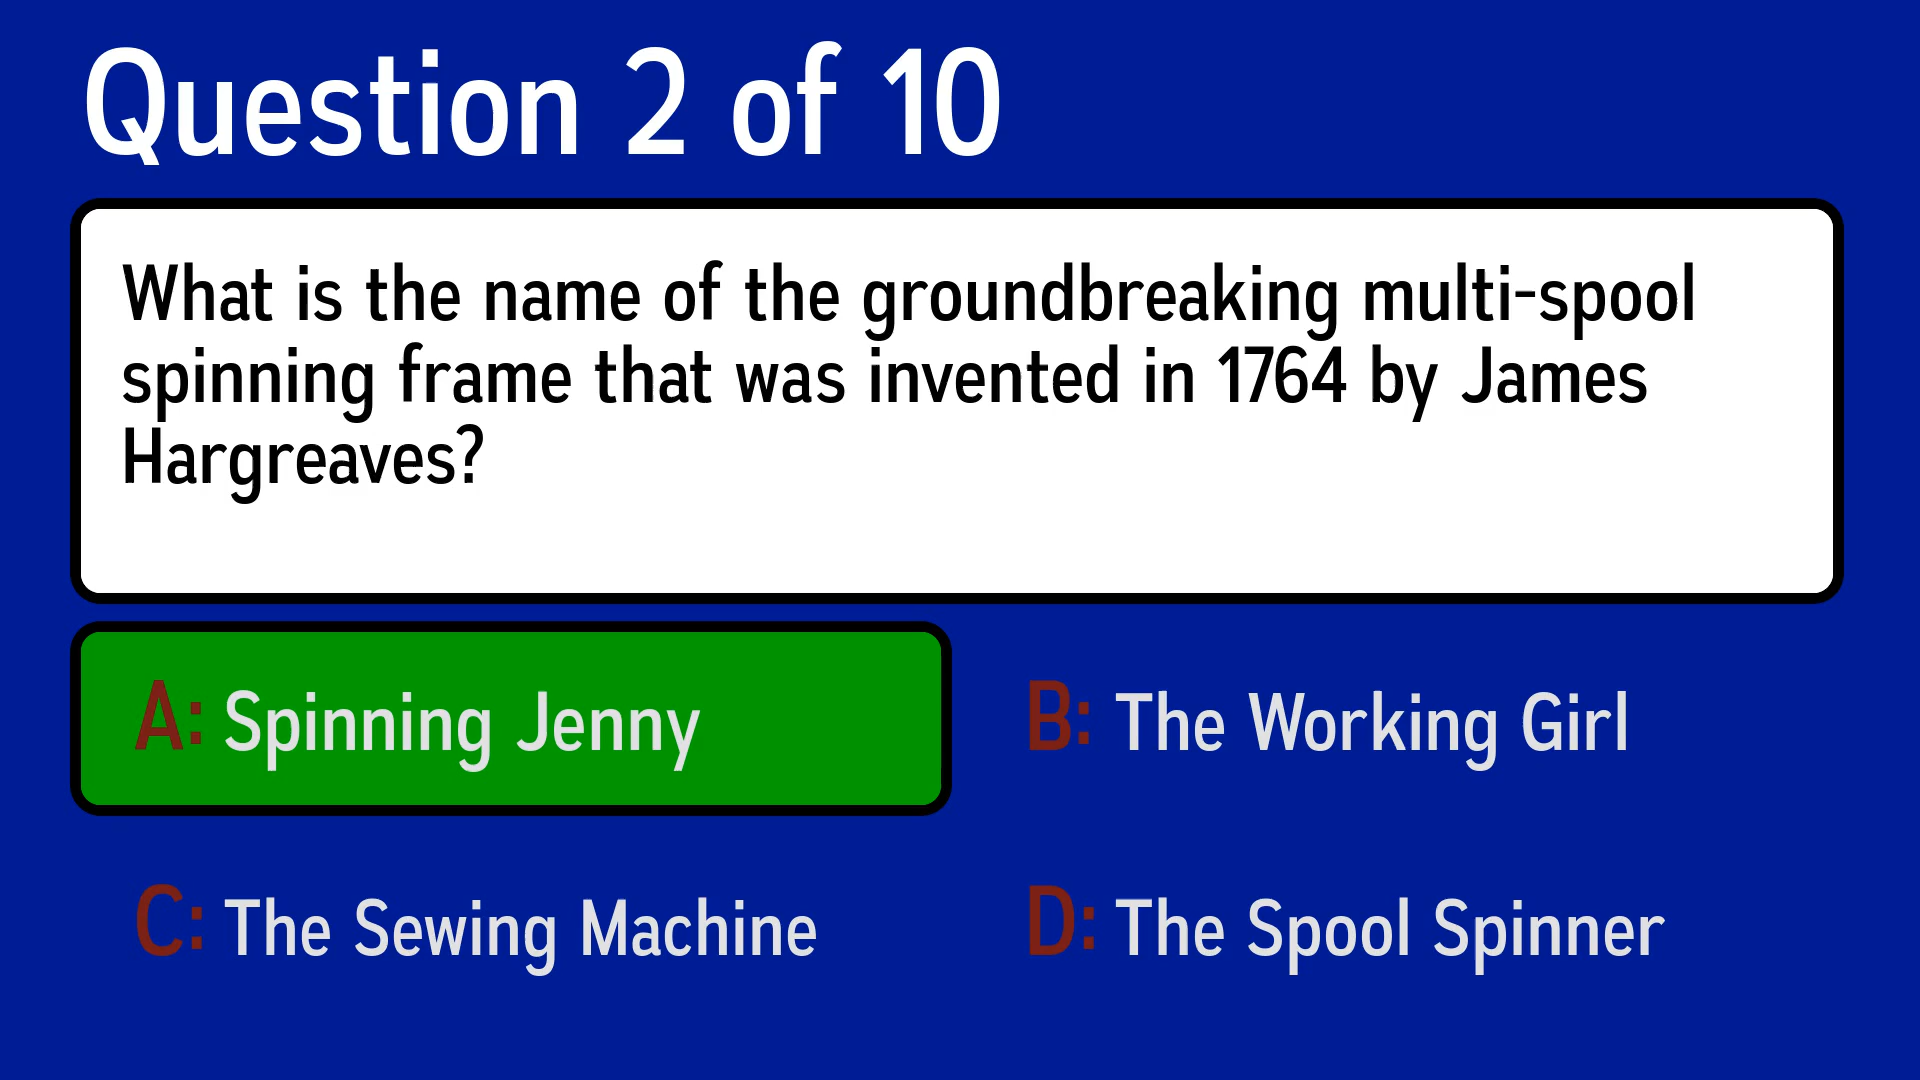 Question 2 of 10
What is the name of the groundbreaking multi-spool
spinning frame that was invented in 1764 by James
Hargreaves?
A: Spinning Jenny
B: The Working Girl
C: The Sewing Machine
D: The Spool Spinner